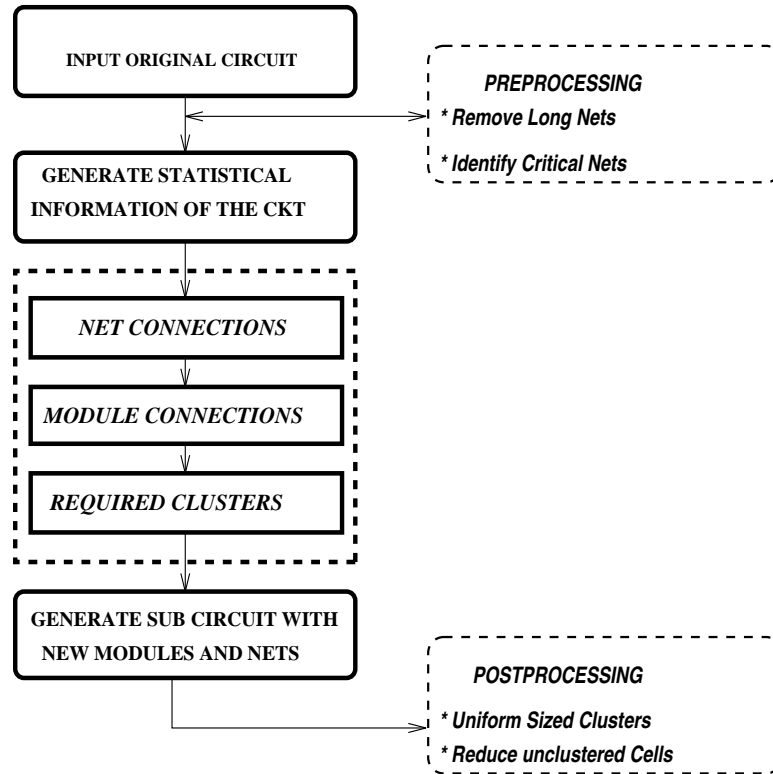 INPUT ORIGINAL CIRCUIT
PREPROCESSING
* Remove Long Nets
* Identify Critical Nets
GENERATE STATISTICAL
INFORMATION OF THE CKT
NET CONNECTIONS
MODULE CONNECTIONS
REQUIRED CLUSTERS
GENERATE SUB CIRCUIT WITH
NEW MODULES AND NETS
POSTPROCESSING
* Uniform Sized Clusters
* Reduce unclustered Cells